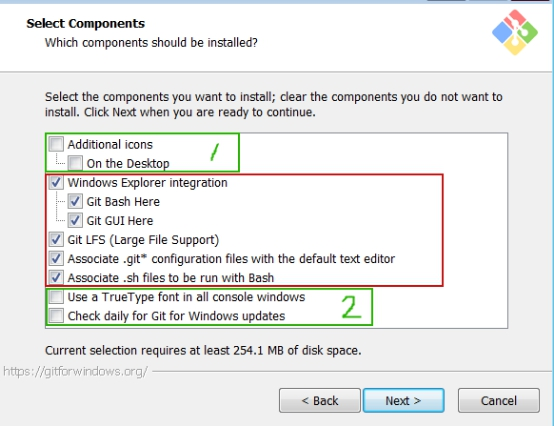 Select Components
Which components should be installed?
Select the components you want to install; clear the components you do not want to
install. Click Next when you are ready to continue.
Additional icons
1
On the Desktop
Windows Explorer integration
Git Bash Here
Git GUI Here
Git LFS (Large File Support)
Associate .git* configuration files with the default text editor
Associate .sh files to be run with Bash
Use a TrueType font in all console windows
2
Check daily for Git for Windows updates
Current selection requires at least 254.1 MB of disk space.
https://gitforwindows.org/
< Back
Next >
Cancel